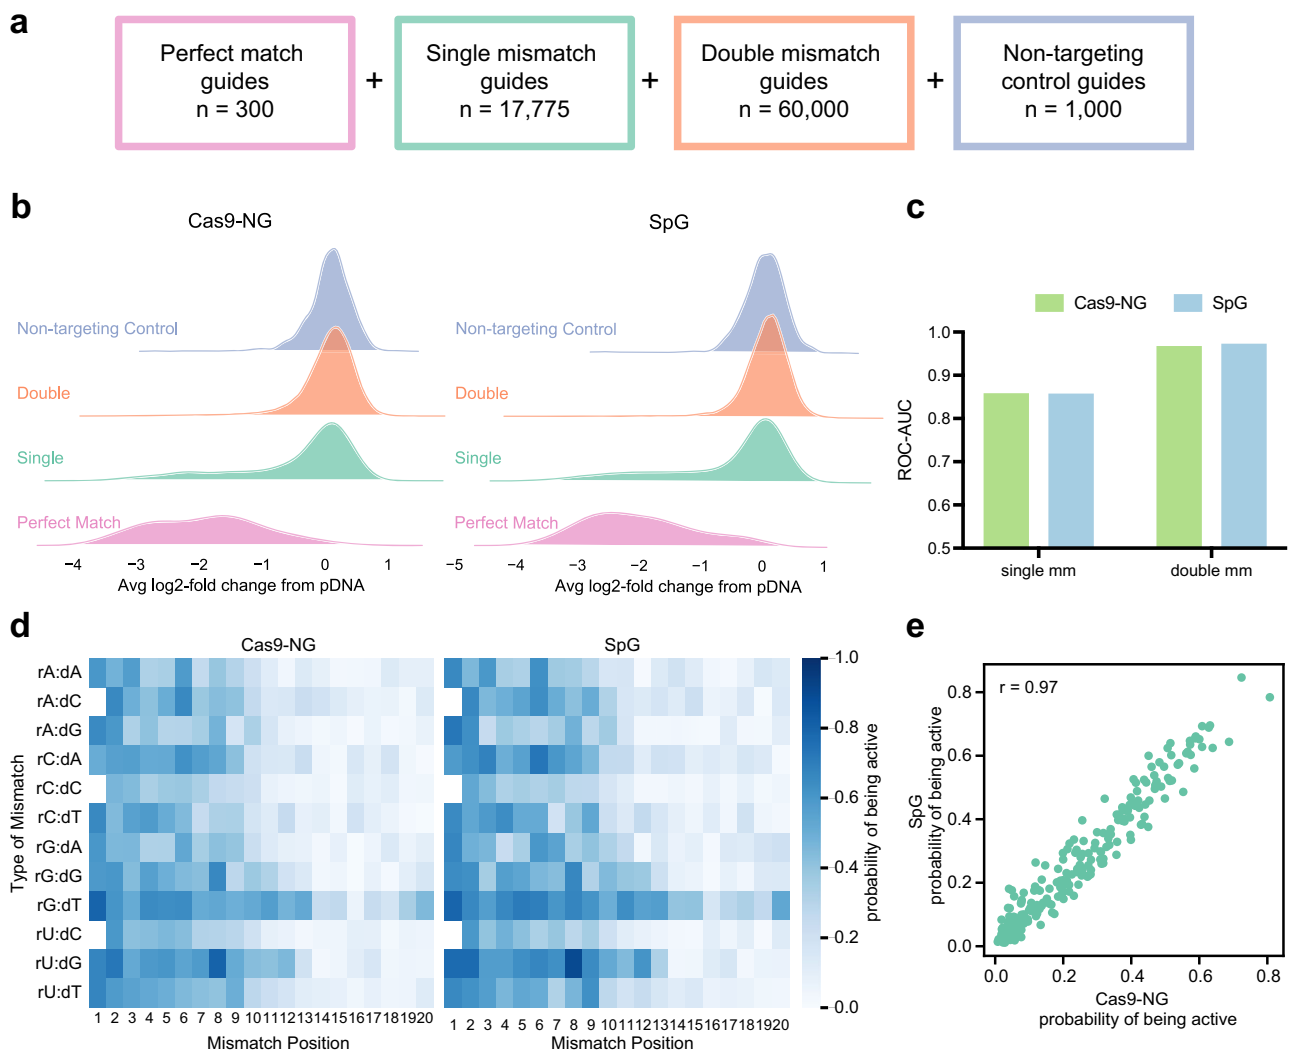 a
Perfect match
guides
n = 300
+
Single mismatch
guides
n = 17,775
+
Double mismatch
guides
n = 60,000
+
Non-targeting
control guides
n = 1,000
b
Cas9-NG
Non-targeting Control
Double
Single
Perfect Match
−4 −3 −2 −1 0 1
Avg log2-fold change from pDNA
SpG
Non-targeting Control
Double
Single
Perfect Match
−5 −4 −3 −2 −1 0 1
Avg log2-fold change from pDNA
c
Cas9-NG
SpG
ROC-AUC
1.0
0.9
0.8
0.7
0.6
0.5
single mm
double mm
d
Cas9-NG
SpG
Type of Mismatch
rA:dA
rA:dC
rA:dG
rC:dA
rC:dC
rC:dT
rG:dA
rG:dG
rG:dT
rU:dC
rU:dG
rU:dT
1 2 3 4 5 6 7 8 9 10 11 12 13 14 15 16 17 18 19 20
Mismatch Position
1 2 3 4 5 6 7 8 9 10 11 12 13 14 15 16 17 18 19 20
Mismatch Position
1.0
0.8
0.6
0.4
0.2
0.0
probability of being active
e
r = 0.97
SpG
probability of being active
0.8
0.6
0.4
0.2
0.0
0.0 0.2 0.4 0.6 0.8
Cas9-NG
probability of being active